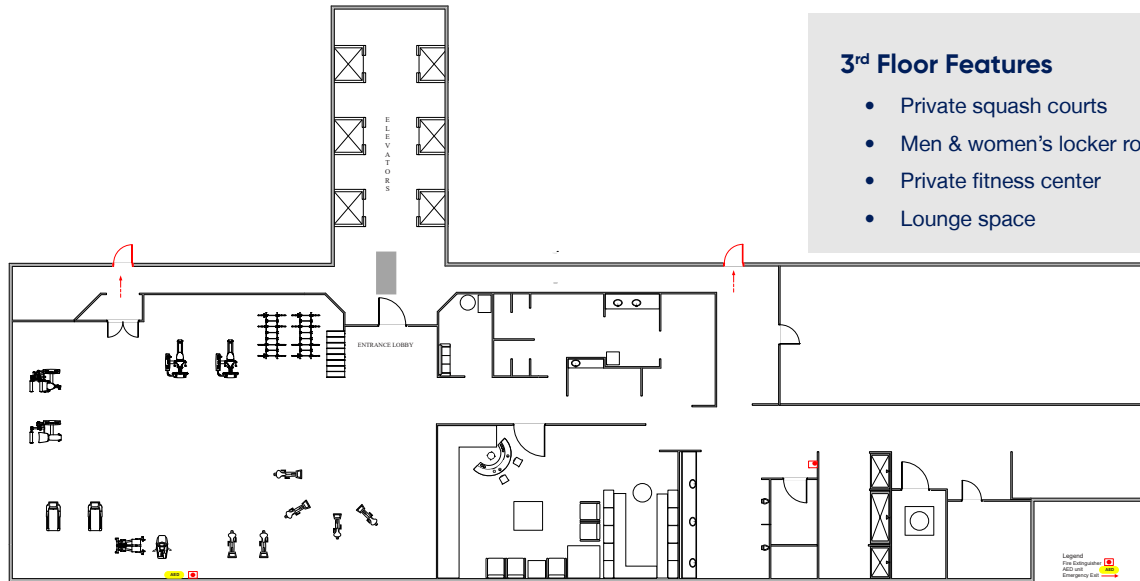 3rd Floor Features
• Private squash courts
• Men & women's locker
• Private fitness center
• Lounge space
ELEVATORS
ENTRANCE LOBBY
AED
Legend
Fire Extinguisher
AED unit AED
Emergency Exit